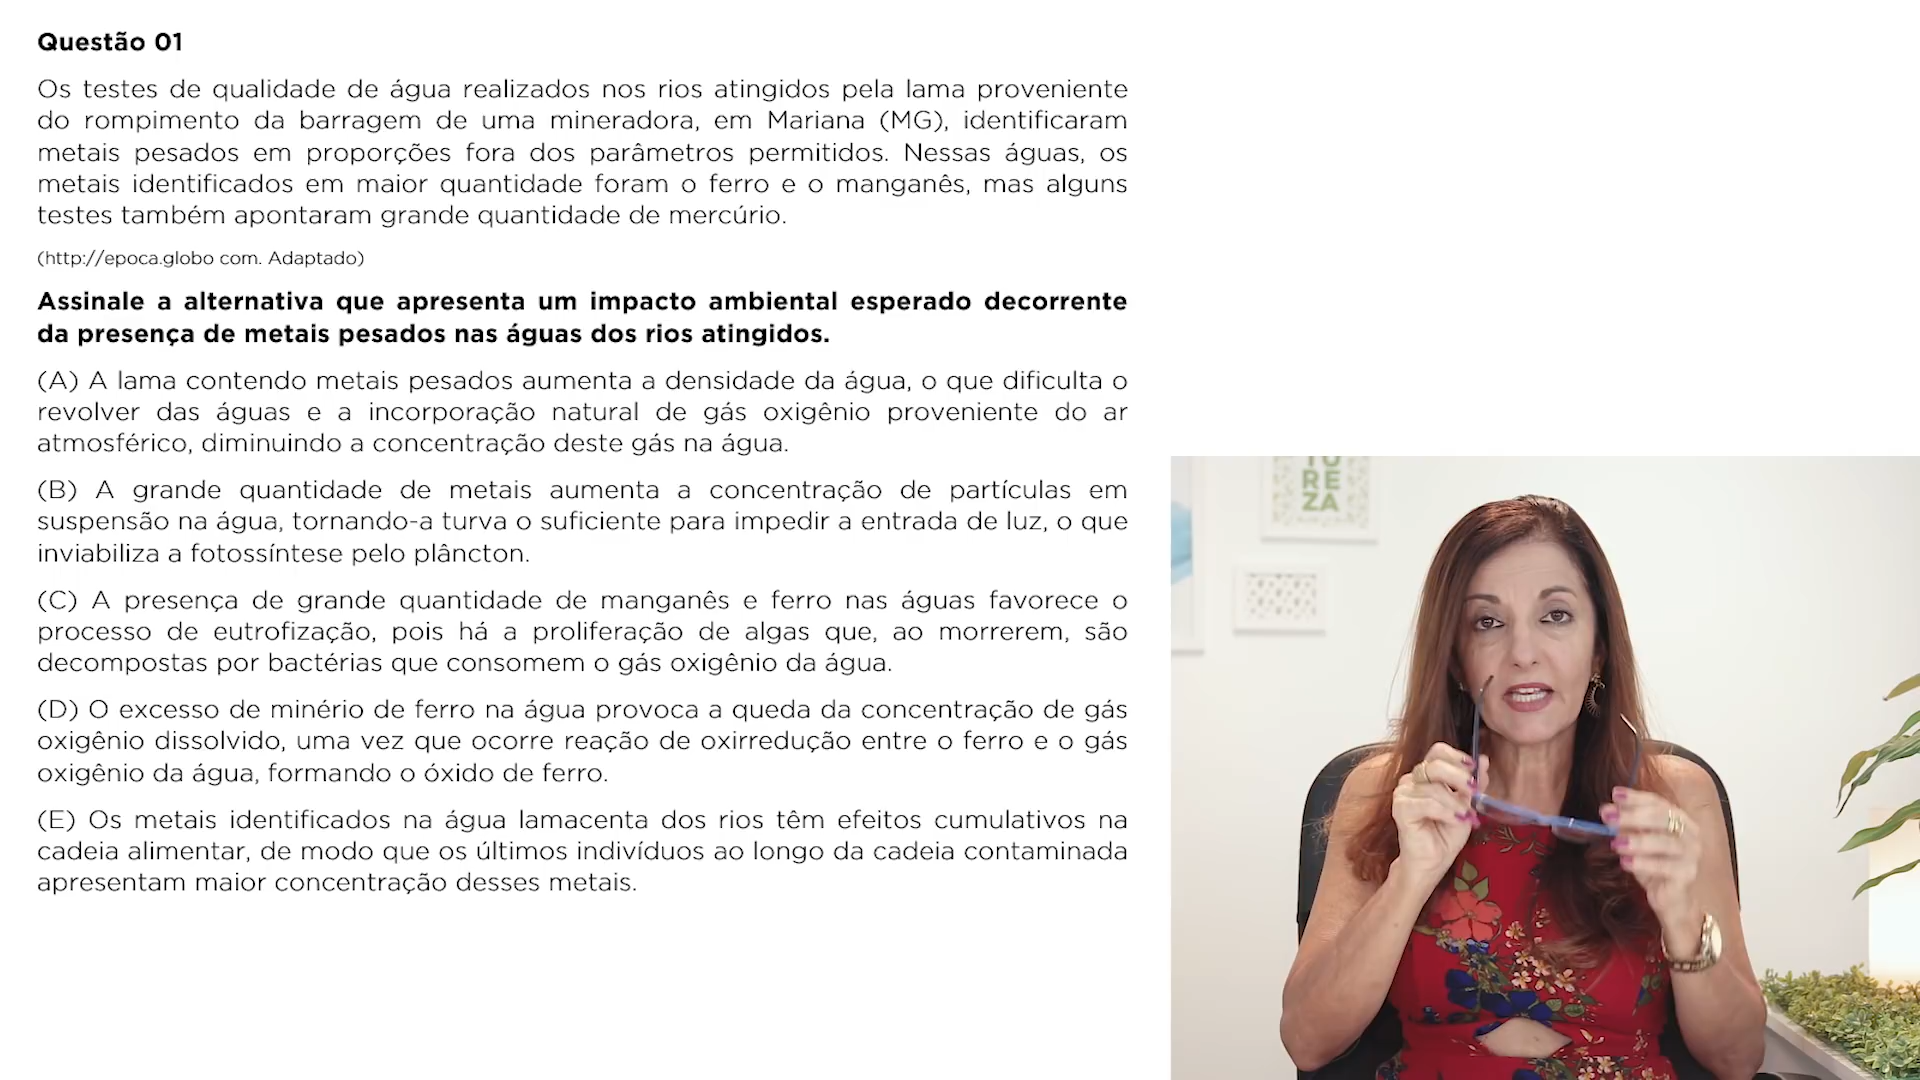 Questão 01
Os testes de qualidade de água realizados nos rios atingidos pela lama proveniente
do rompimento da barragem de uma mineradora, em Mariana (MG), identificaram
metais pesados em proporções fora dos parâmetros permitidos. Nessas águas, os
metais identificados em maior quantidade foram o ferro e o manganês, mas alguns
testes também apontaram grande quantidade de mercúrio.
(http://epoca.globo com. Adaptado)
Assinale a alternativa que apresenta um impacto ambiental esperado decorrente
da presença de metais pesados nas águas dos rios atingidos.
(A) A lama contendo metais pesados aumenta a densidade da água, o que dificulta o
revolver das águas e a incorporação natural de gás oxigênio proveniente do ar
atmosférico, diminuindo a concentração deste gás na água.
(B) A grande quantidade de metais aumenta a concentração de partículas em
suspensão na água, tornando-a turva o suficiente para impedir a entrada de luz, o que
inviabiliza a fotossíntese pelo plâncton.
(C) A presença de grande quantidade de manganês e ferro nas águas favorece o
processo de eutrofização, pois há a proliferação de algas que, ao morrerem, são
decompostas por bactérias que consomem o gás oxigênio da água.
(D) O excesso de minério de ferro na água provoca a queda da concentração de gás
oxigênio dissolvido, uma vez que ocorre reação de oxirredução entre o ferro e o gás
oxigênio da água, formando o óxido de ferro.
(E) Os metais identificados na água lamacenta dos rios têm efeitos cumulativos na
cadeia alimentar, de modo que os últimos indivíduos ao longo da cadeia contaminada
apresentam maior concentração desses metais.
TU
RE
ZA